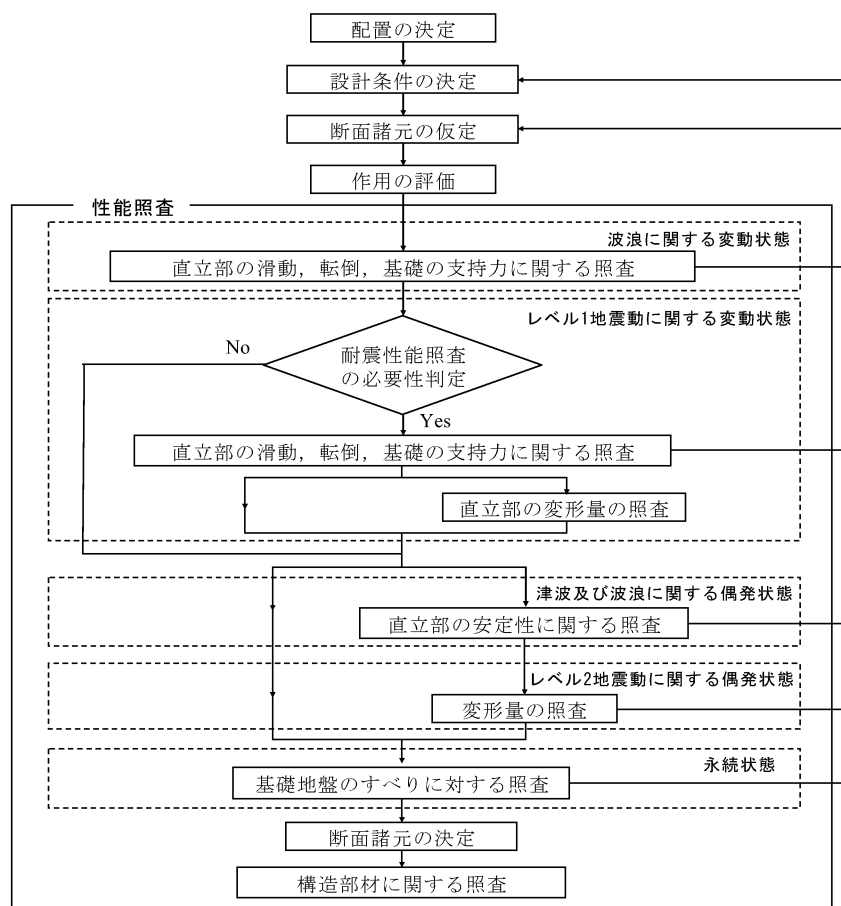 配置の決定
設計条件の決定
断面諸元の仮定
作用の評価
性能照査
波浪に関する変動状態
直立部の滑動，転倒，基礎の支持力に関する照査
レベル1地震動に関する変動状態
No
耐震性能照査
の必要性判定
Yes
直立部の滑動，転倒，基礎の支持力に関する照査
直立部の変形量の照査
津波及び波浪に関する偶発状態
直立部の安定性に関する照査
レベル2地震動に関する偶発状態
変形量の照査
永続状態
基礎地盤のすべりに対する照査
断面諸元の決定
構造部材に関する照査